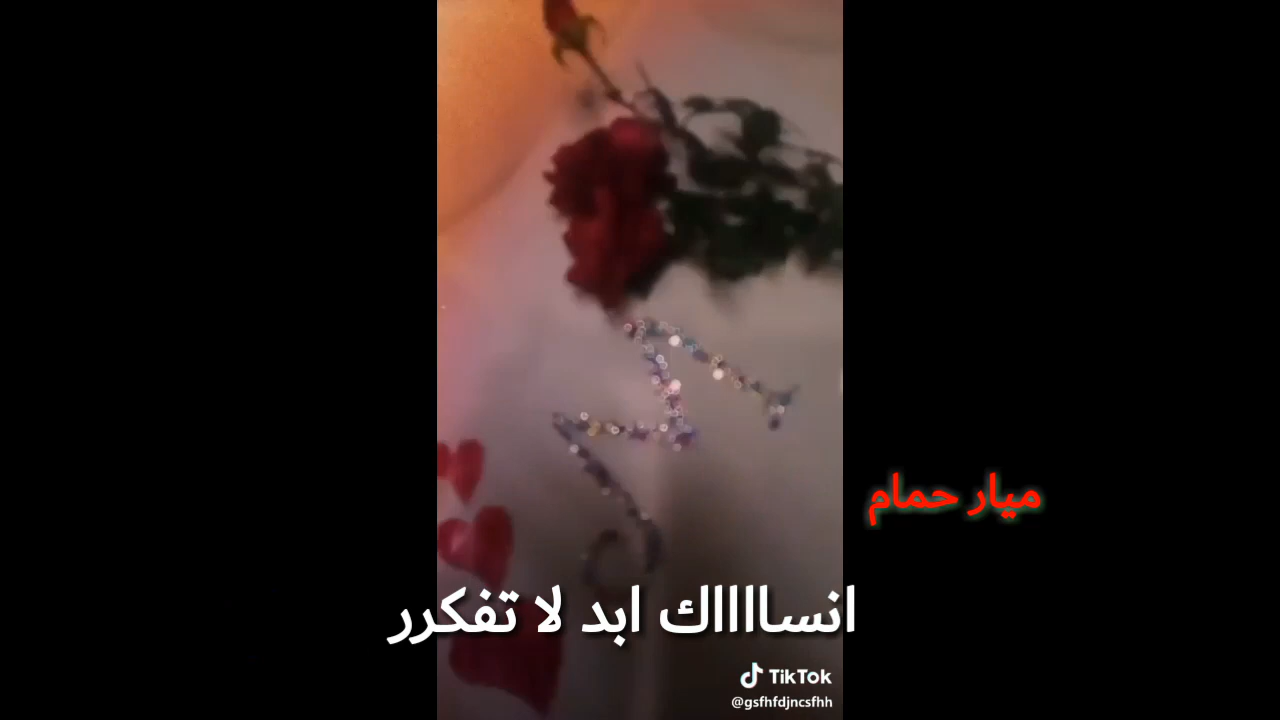 M
ميار حمام
انسااااك ابد لا تفكرر
TikTok
@gsfhfdjncsfhh